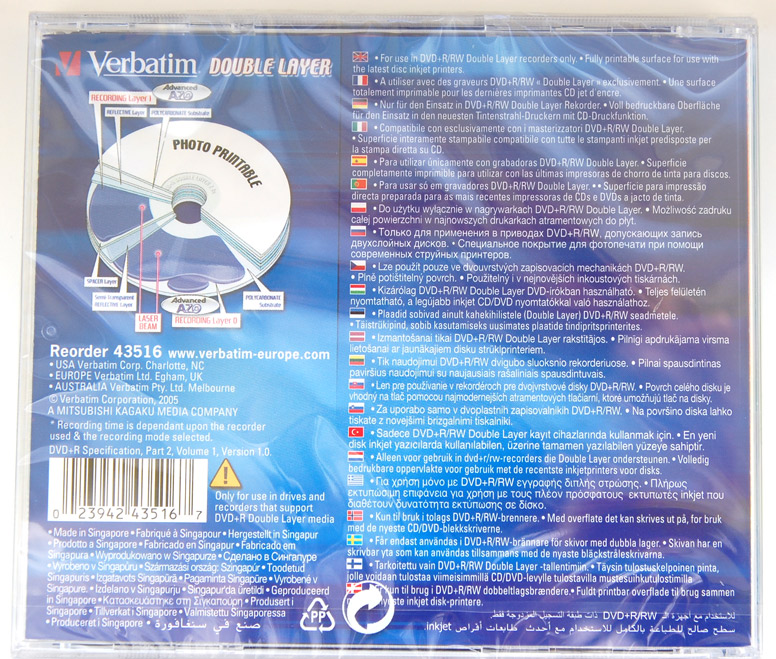 Verbatim. DOUBLE LAYER
Advanced
AZO
RECORDING Layer 1
REFLECTIVE Layer
POLYCARBONATE Substrate
PHOTO PRINTABLE
SPACER Layer
Semi Transparent
REFLECTIVE Layer
LASER
BEAM
Advanced
AZO
RECORDING Layer 0
POLYCARBONATE
Substrate
Reorder 43516 www.verbatim-europe.com
• USA Verbatim Corp. Charlotte, NC
• EUROPE Verbatim Ltd. Egham, UK
• AUSTRALIA Verbatim Pty. Ltd. Melbourne
© Verbatim Corporation, 2005
A MITSUBISHI KAGAKU MEDIA COMPANY
* Recording time is dependant upon the recorder
used & the recording mode selected.
DVD+R Specification, Part 2, Volume 1, Version 1.0.
0 23942 43516 7
Only for use in drives and
recorders that support
DVD+R Double Layer media
• Made in Singapore • Fabriqué à Singapour • Hergestellt in Singapur
• Prodotto a Singapore • Fabricado em Singapura • Fabricado en
Singapura • Wyprodukowano w Singapurze • Сделано в Сингапуре
• Vyrobeno v Singapuru • Származási ország: Szingapúr • Toodetud
Singapuris • Izgatavots Singapūrā • Pagaminta Singapūre • Vyrobené v
Singapure. • Izdelano v Singapurju • Singapur'da üretildi • Geproduceerd
in Singapore • Κατασκευάστηκε στη Σιγκαπούρη • Produsert i
Singapore • Tillverkat i Singapore • Valmistettu Singaporessa
• Produceret i Singapore • صنع في سنغافورة
PP
• For use in DVD+R/RW Double Layer recorders only. • Fully printable surface for use with
the latest disc inkjet printers.
• A utiliser avec des graveurs DVD+R/RW « Double Layer » exclusivement. • Une surface
totalement imprimable pour les dernières imprimantes CD jet d encre.
• Nur für den Einsatz in DVD+R/RW Double Layer Rekorder. • Voll bedruckbare Oberfläche
für den Einsatz in den neuesten Tintenstrahl-Druckern mit CD-Druckfunktion.
• Compatibile con esclusivamente con i masterizzatori DVD+R/RW Double Layer.
• Superficie interamente stampabile compatibile con tutte le stampanti inkjet predisposte per
la stampa diretta su CD.
• Para utilizar únicamente con grabadoras DVD+R/RW Double Layer. • Superficie
completamente imprimible para utilizar con las últimas impresoras de chorro de tinta para discos.
• Para usar só em gravadores DVD+R/RW Double Layer. • • Superfície para impressão
directa preparada para as mais recentes impressoras de CDs e DVDs a jacto de tinta.
• Do użytku wyłącznie w nagrywarkach DVD+R/RW Double Layer. • Możliwość zadruku
całej powierzchni w najnowszych drukarkach atramentowych do płyt.
• Только для применения в приводах DVD+R/RW, допускающих запись
двухслойных дисков. • Специальное покрытие для фотопечати при помощи
современных струйных принтеров.
• Lze použít pouze ve dvouvrstvých zapisovacích mechanikách DVD+R/RW.
• Plně potištitelný povrch. • Použitelný i v nejnovějších inkoustových tiskárnách.
• Kizárólag DVD+R/RW Double Layer DVD-írókban használható. • Teljes felületén
nyomtatható, a legújabb inkjet CD/DVD nyomtatókkal való használathoz.
• Plaadid sobivad ainult kahekihilistele (Double Layer) DVD+R/RW seadmetele.
• Täistrükipind, sobib kasutamiseks uusimates plaatide tindipritsprinterites.
• Izmantošanai tikai DVD+R/RW Double Layer rakstītājos. • Pilnīgi apdrukājama virsma
lietošanai ar jaunākajiem disku strūklprinteriem.
• Tik naudojimui DVD+R/RW dvigubo sluoksnio rekorderiuose. • Pilnai spausdintinas
paviršius naudojimui su naujausiais rašaliniais spausdintuvais.
• Len pre používanie v rekordéroch pre dvojvrstvové disky DVD+R/RW. • Povrch celého disku je
vhodný na tlač pomocou najmodernejších atramentových tlačiarní, ktoré umožňujú tlač na disky.
• Za uporabo samo v dvoplastnih zapisovalnikih DVD+R/RW. • Na površino diska lahko
tiskate z novejšimi brizgalnimi tiskalniki.
• Sadece DVD+R/RW Double Layer kayıt cihazlarında kullanmak için. • En yeni
disk inkjet yazıcılarda kullanılabilen, üzerine tamamen yazılabilen yüzeye sahiptir.
• Alleen voor gebruik in dvd+r/rw-recorders die Double Layer ondersteunen. • Volledig
bedrukbare oppervlakte voor gebruik met de recentste inkjetprinters voor disks.
• Για χρήση μόνο με DVD+R/RW εγγραφής διπλής στρώσης. • Πλήρως
εκτυπώσιμη επιφάνεια για χρήση με τους πλέον πρόσφατους εκτυπωτές inkjet που
διαθέτουν δυνατότητα εκτύπωσης σε δίσκο.
• Kun til bruk i tolags DVD+R/RW-brennere. • Med overflate det kan skrives ut på, for bruk
med de nyeste CD/DVD-blekkskriverne.
• Får endast användas i DVD+R/RW-brännare för skivor med dubbla lager. • Skivan har en
skrivbar yta som kan användas tillsammans med de nyaste bläckstråleskrivarna.
• Tarkoitettu vain DVD+R/RW Double Layer -tallentimiin. • Täysin tulostuskelpoinen pinta,
jolle voidaan tulostaa viimeisimmillä CD/DVD-levylle tulostavilla mustesuihkutulostimilla
kun til brug i DVD+R/RW dobbeltlagsbrændere. • Fuldt printbar overflade til brug sammen
nyeste inkjet disk-printere.
للاستخدام مع أجهزة الـ DVD+R/RW ذات طبقة التسجيل المزدوجة فقط.
سطح صالح للطباعة بالكامل للاستخدام مع أحدث طابعات أقراص inkjet